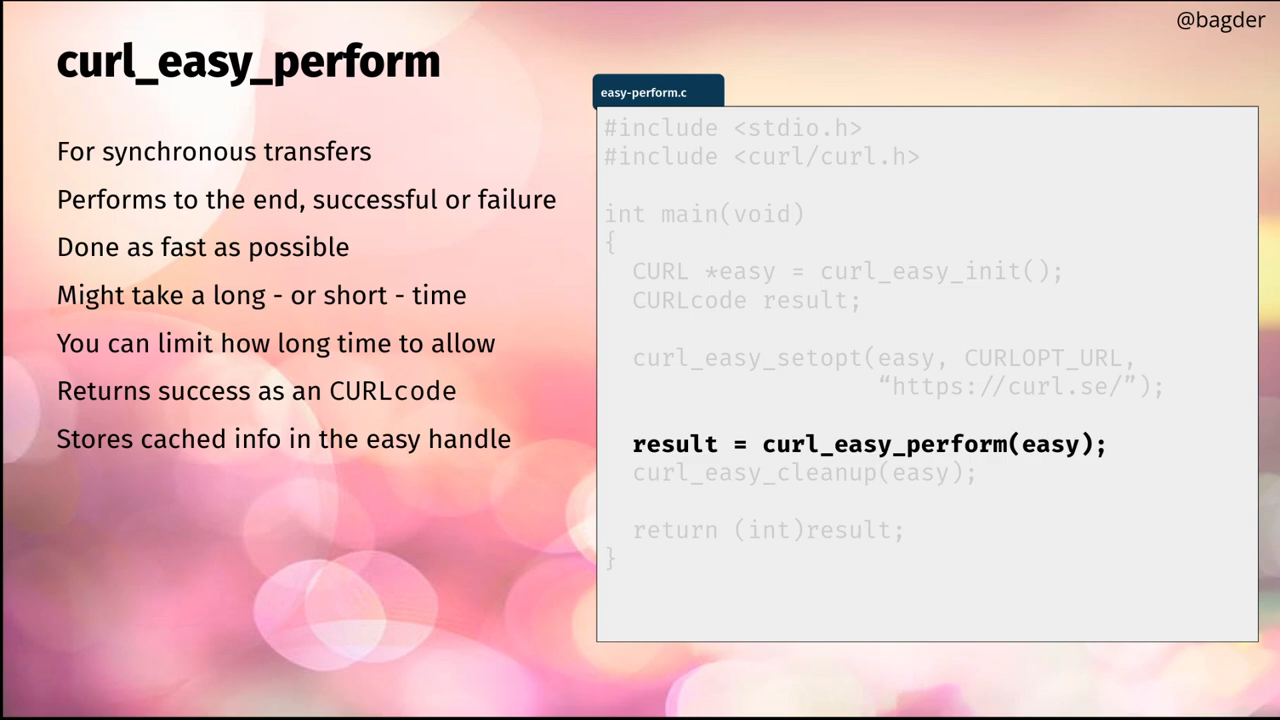 @bagder
curl_easy_perform
For synchronous transfers
Performs to the end, successful or failure
Done as fast as possible
Might take a long - or short - time
You can limit how long time to allow
Returns success as an CURLcode
Stores cached info in the easy handle
easy-perform.c
#include <stdio.h>
#include <curl/curl.h>
int main(void)
{
CURL *easy = curl_easy_init();
CURLcode result;
curl_easy_setopt(easy, CURLOPT_URL,
“https://curl.se/”);
result = curl_easy_perform(easy);
curl_easy_cleanup(easy);
return (int)result;
}